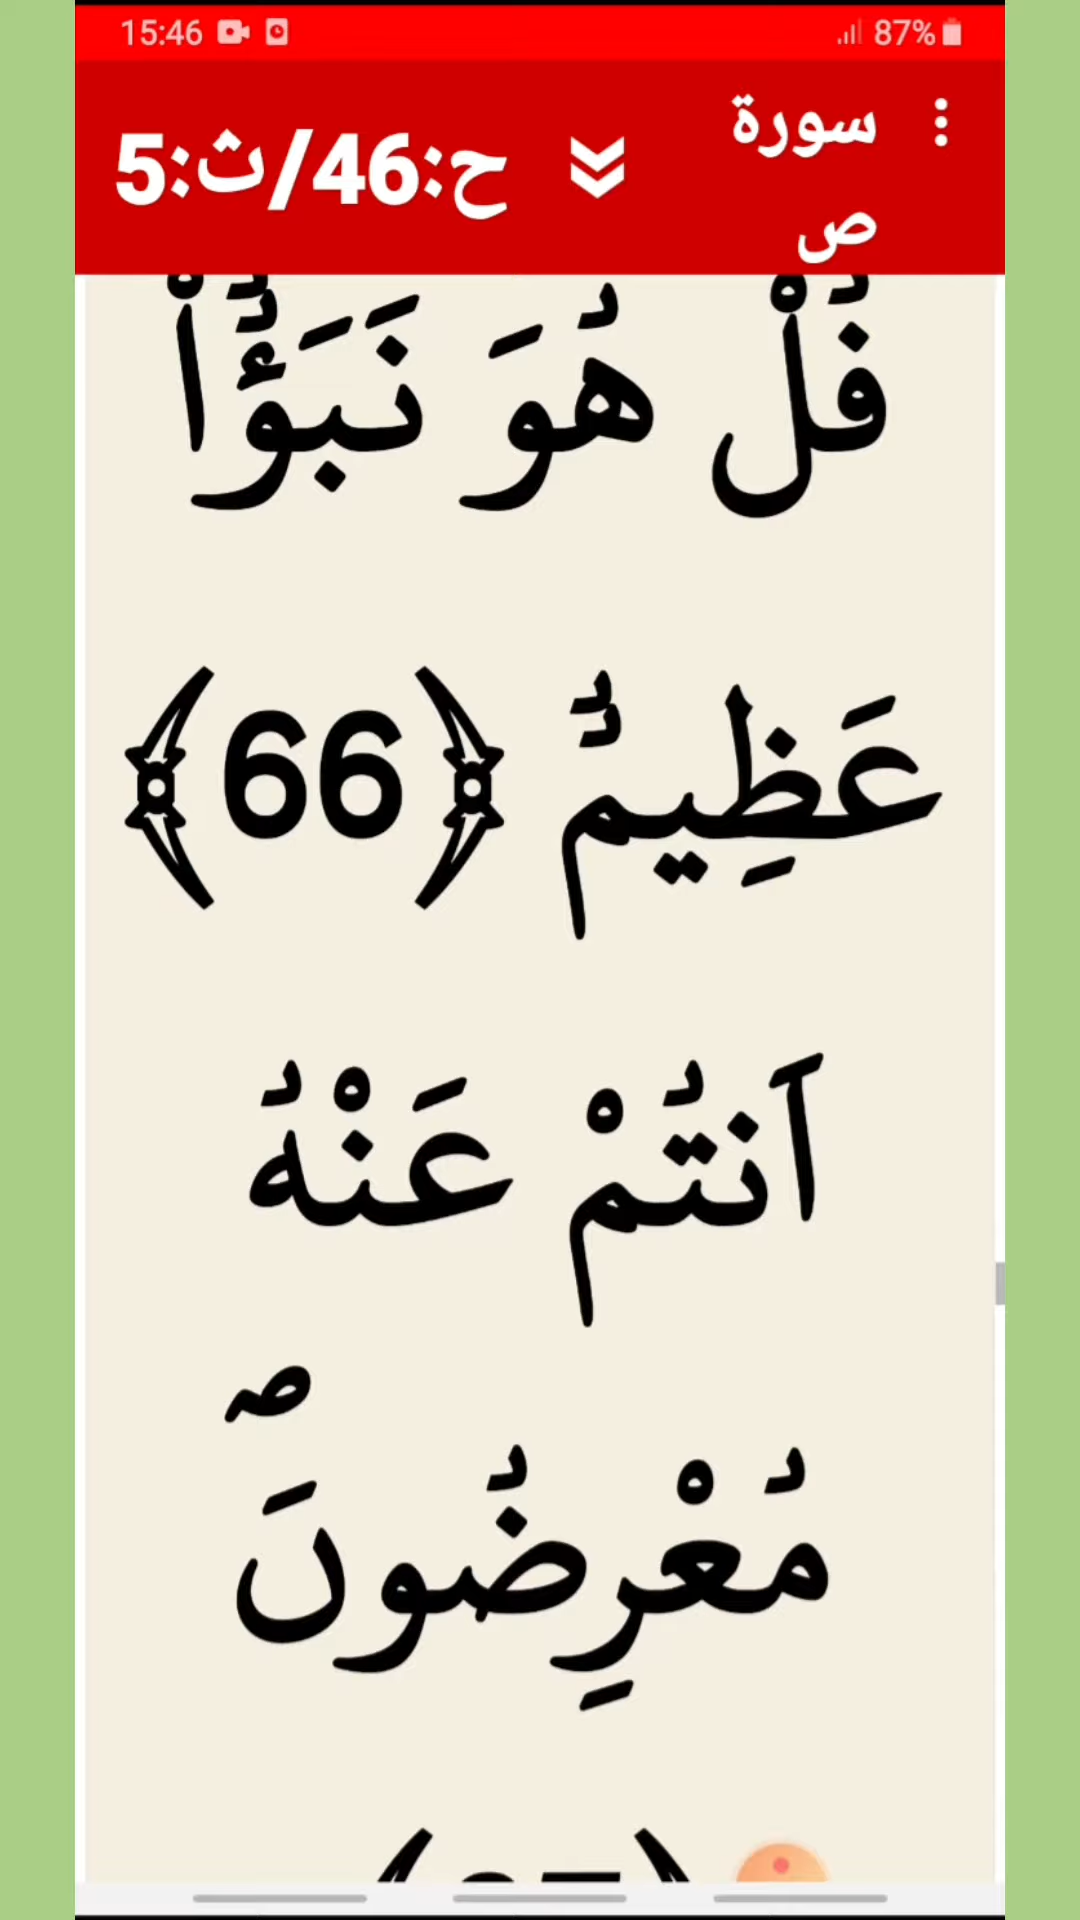 15:46 87%
سورة
ص
ح:46/ث:5
فُلْ هُوَ نَبَؤٌاْ
عَظِيمٌ ﴿66﴾
اَنتُمْ عَنْهُ
مُعْرِضُونَۖ